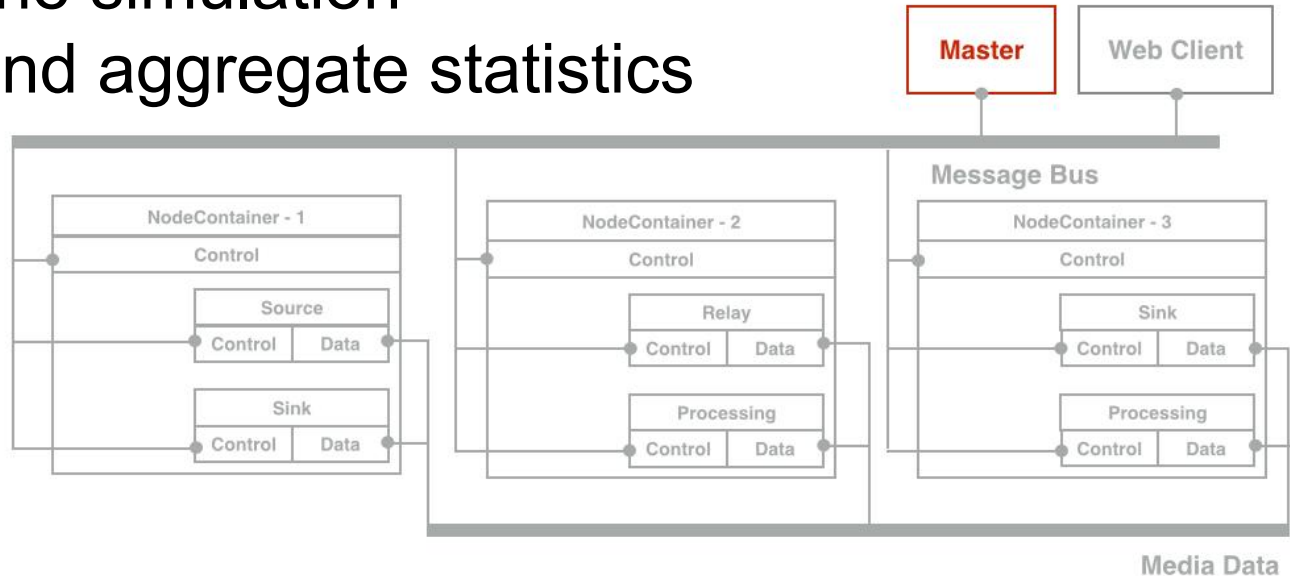 nd aggregate statistics
Master
Web Client
Message Bus
NodeContainer - 1
Control
Source
Control Data
Sink
Control Data
NodeContainer - 2
Control
Relay
Control Data
Processing
Control Data
NodeContainer - 3
Control
Sink
Control Data
Processing
Control Data
Media Data